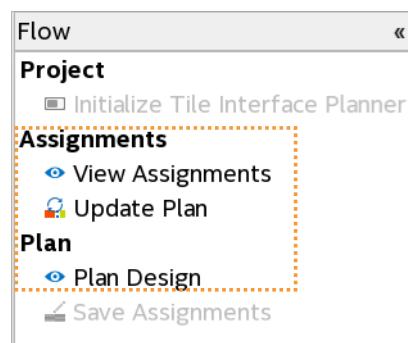 Flow «
Project
Initialize Tile Interface Planner
Assignments
View Assignments
Update Plan
Plan
Plan Design
Save Assignments